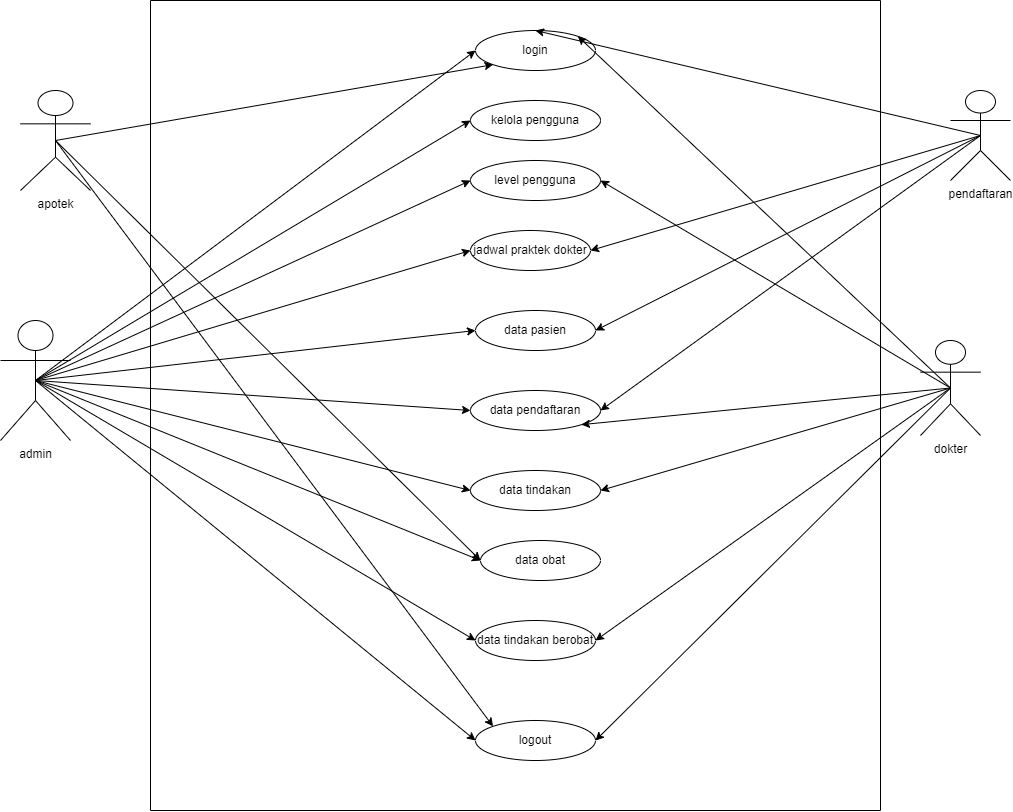 login
kelola pengguna
level pengguna
jadwal praktek dokter
data pasien
data pendaftaran
data tindakan
data obat
data tindakan berobat
logout
apotek
admin
pendaftaran
dokter